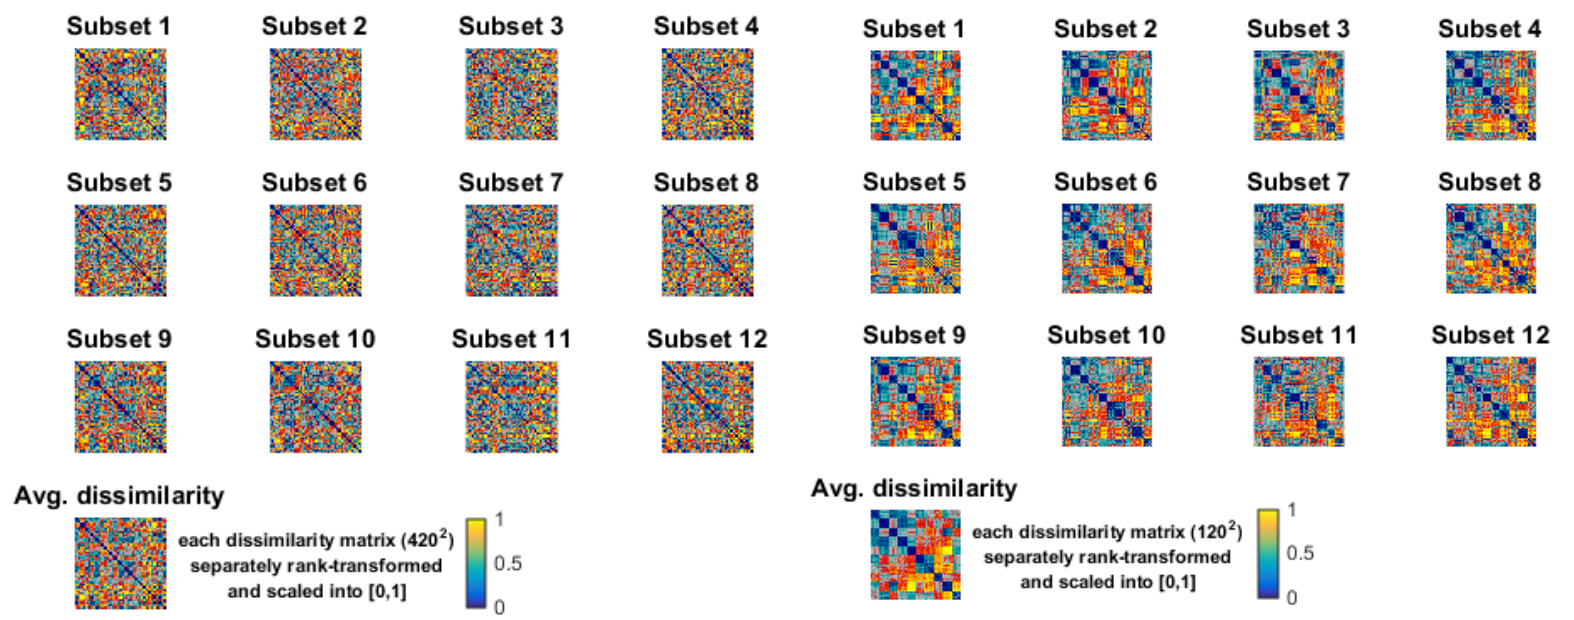 Subset 1 Subset 2 Subset 3 Subset 4
Subset 5 Subset 6 Subset 7 Subset 8
Subset 9 Subset 10 Subset 11 Subset 12
Avg. dissimilarity
each dissimilarity matrix (420²)
separately rank-transformed
and scaled into [0,1]
1
0.5
0
Subset 1 Subset 2 Subset 3 Subset 4
Subset 5 Subset 6 Subset 7 Subset 8
Subset 9 Subset 10 Subset 11 Subset 12
Avg. dissimilarity
each dissimilarity matrix (120²)
separately rank-transformed
and scaled into [0,1]
1
0.5
0